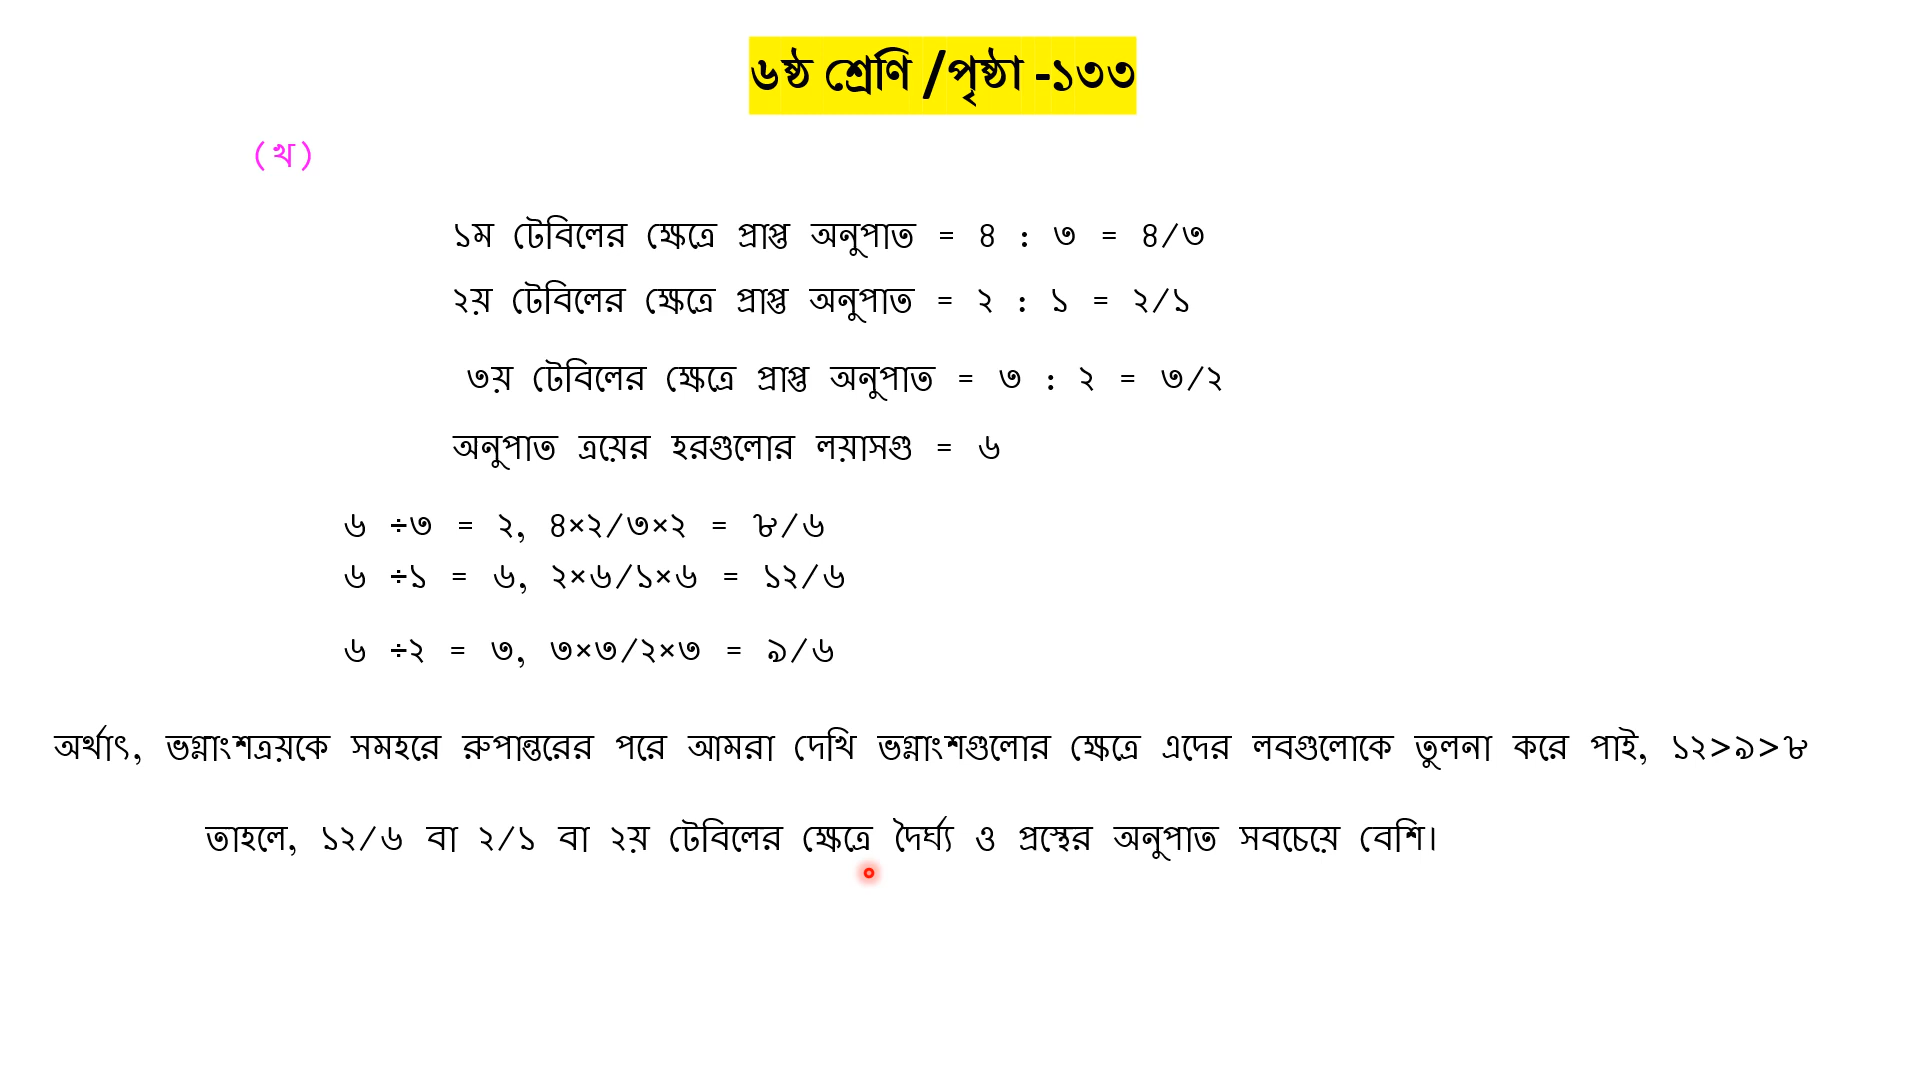 ৬ষ্ঠ শ্রেণি /পৃষ্ঠা -১৩৩
(খ)
১ম টেবিলের ক্ষেত্রে প্রাপ্ত অনুপাত = ৪ : ৩ = ৪/৩
২য় টেবিলের ক্ষেত্রে প্রাপ্ত অনুপাত = ২ : ১ = ২/১
৩য় টেবিলের ক্ষেত্রে প্রাপ্ত অনুপাত = ৩ : ২ = ৩/২
অনুপাত ত্রয়ের হরগুলোর লয়াসগু = ৬
৬ ÷৩ = ২, ৪×২/৩×২ = ৮/৬
৬ ÷১ = ৬, ২×৬/১×৬ = ১২/৬
৬ ÷২ = ৩, ৩×৩/২×৩ = ৯/৬
অর্থাৎ, ভগ্নাংশত্রয়কে সমহরে রুপান্তরের পরে আমরা দেখি ভগ্নাংশগুলোর ক্ষেত্রে এদের লবগুলোকে তুলনা করে পাই, ১২>৯>৮
তাহলে, ১২/৬ বা ২/১ বা ২য় টেবিলের ক্ষেত্রে দৈর্ঘ্য ও প্রস্থের অনুপাত সবচেয়ে বেশি।